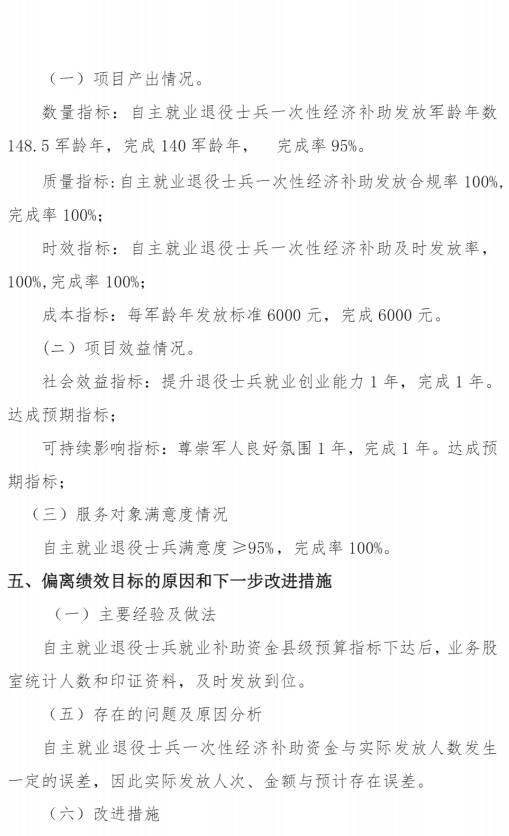 （一）项目产出情况。
数量指标：自主就业退役士兵一次性经济补助发放军龄年数
148.5 军龄年，完成 140 军龄年， 完成率 95%。
质量指标:自主就业退役士兵一次性经济补助发放合规率 100%,
完成率 100%;
时效指标：自主就业退役士兵一次性经济补助及时发放率，
100%,完成率 100%;
成本指标：每军龄年发放标准 6000 元，完成 6000 元。
(二）项目效益情况。
社会效益指标：提升退役士兵就业创业能力 1 年，完成 1 年。
达成预期指标；
可持续影响指标：尊崇军人良好氛围 1 年，完成 1 年。达成预
期指标；
（三）服务对象满意度情况
自主就业退役士兵满意度≥95%，完成率 100%。
五、偏离绩效目标的原因和下一步改进措施
（一）主要经验及做法
自主就业退役士兵就业补助资金县级预算指标下达后，业务股
室统计人数和印证资料，及时发放到位。
（五）存在的问题及原因分析
自主就业退役士兵一次性经济补助资金与实际发放人数发生
一定的误差，因此实际发放人次、金额与预计存在误差。
（六）改进措施